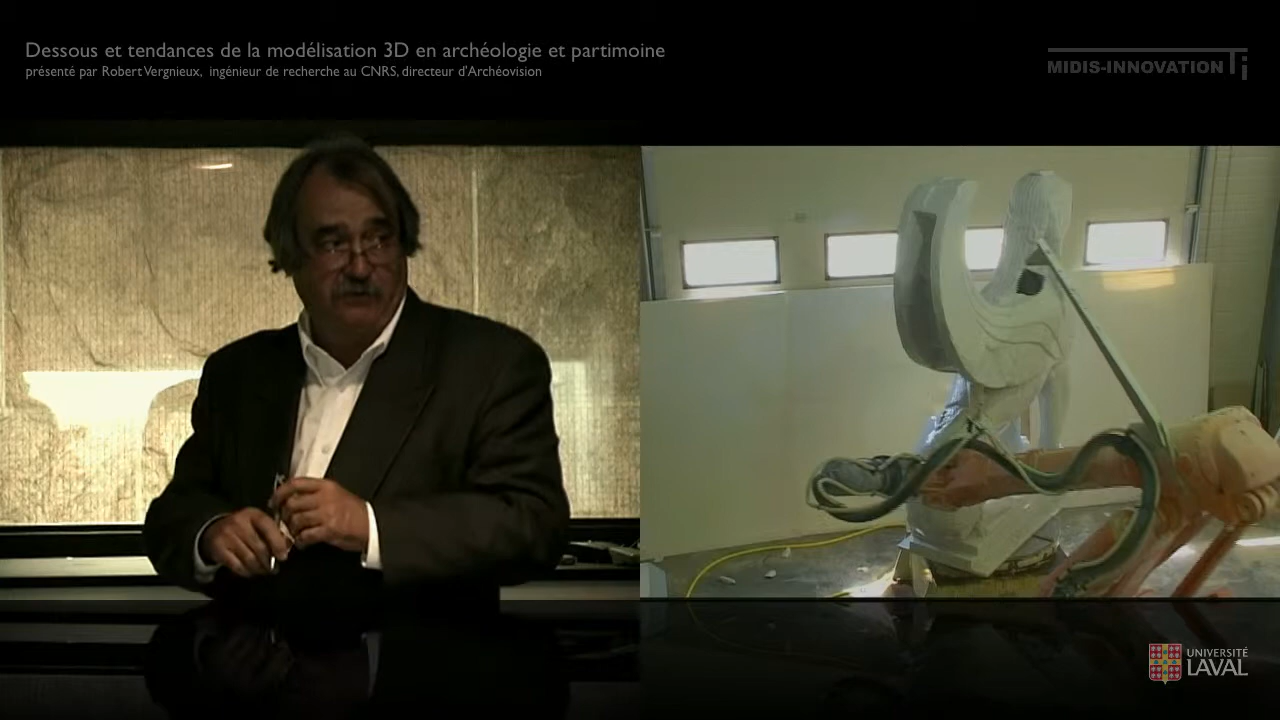 Dessous et tendances de la modélisation 3D en archéologie et partimoine
présenté par Robert Vergnieux, ingénieur de recherche au CNRS, directeur d'Archéovision
MIDIS-INNOVATION Ti
UNIVERSITÉ
LAVAL